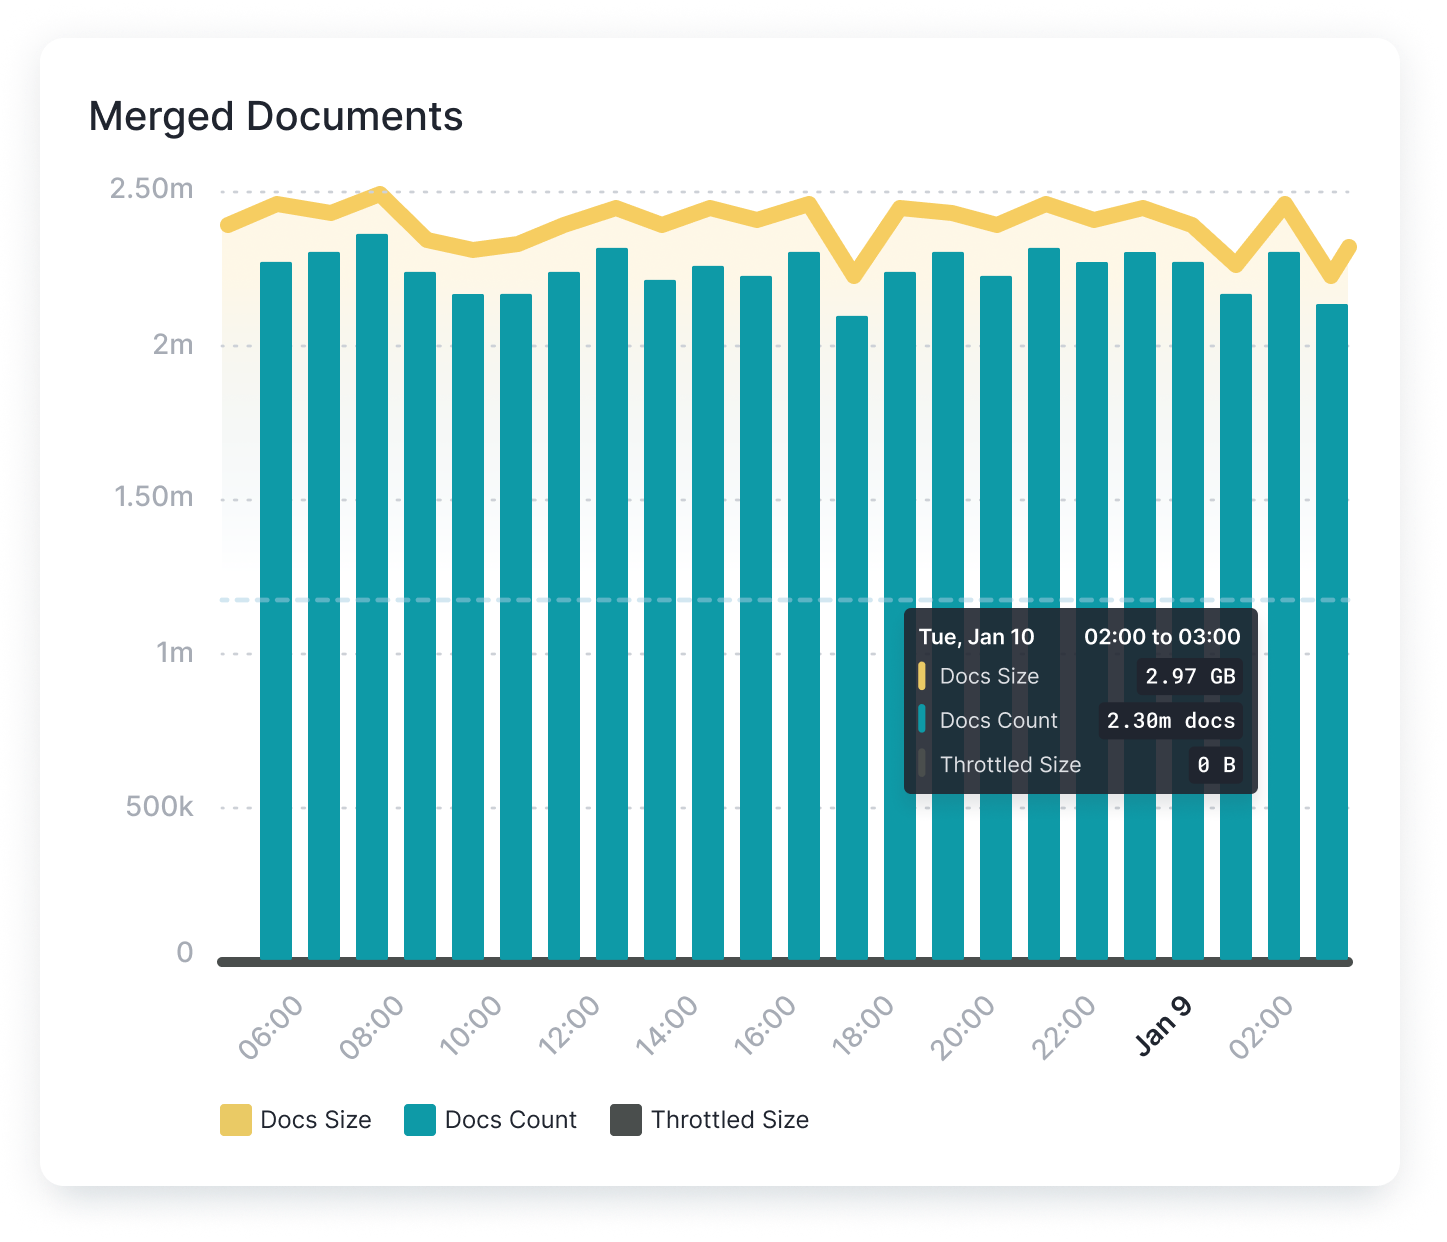 Merged Documents
2.50m
2m
1.50m
1m
500k
0
Tue, Jan 10 02:00 to 03:00
Docs Size 2.97 GB
Docs Count 2.30m docs
Throttled Size 0 B
06:00 08:00 10:00 12:00 14:00 16:00 18:00 20:00 22:00 Jan 9 02:00
Docs Size Docs Count Throttled Size